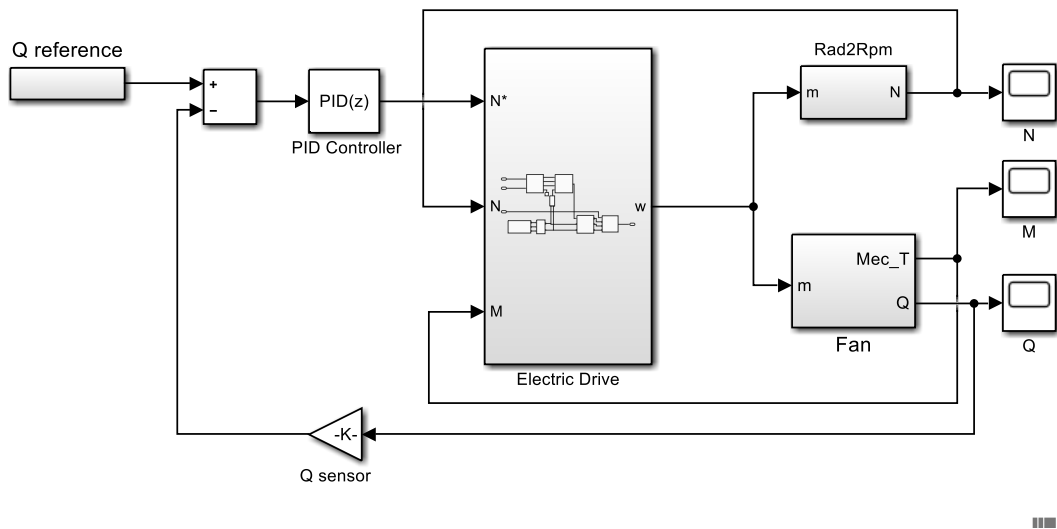 Q reference
+
−
PID(z)
PID Controller
N*
N
M
w
Electric Drive
Rad2Rpm
m
N
N
M
Mec_T
m
Q
Fan
Q
-K-
Q sensor